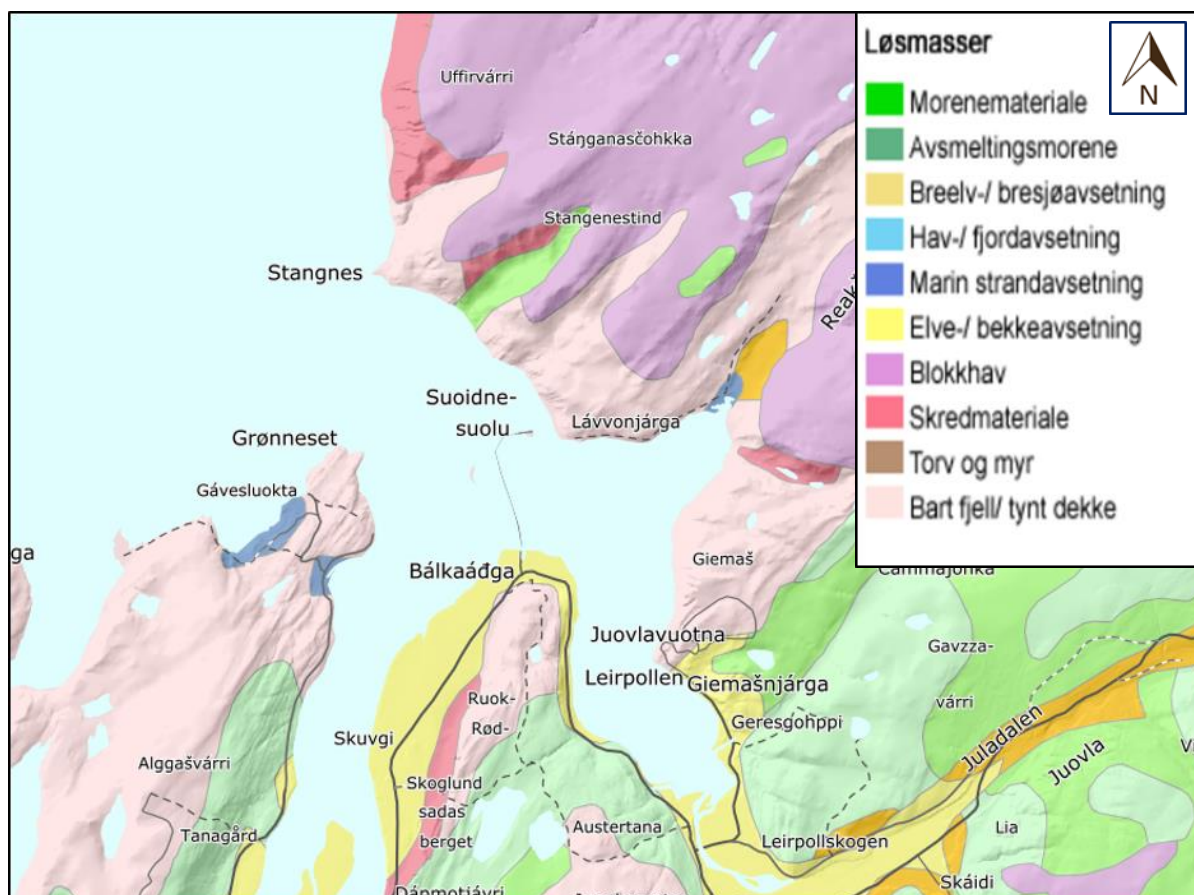 Løsmasser
N
Morenemateriale
Avsmeltingsmorene
Breelv-/ bresjøavsetning
Hav-/ fjordavsetning
Marin strandavsetning
Elve-/ bekkeavsetning
Blokkhav
Skredmateriale
Torv og myr
Bart fjell/ tynt dekke
Uffirvárri
Stáŋganasčohkka
Stangenestind
Stangnes
Suoidne-
suolu
Lávvonjárga
Grønneset
Gávesluokta
ga
Bálkaáđga
Giemaš
Juovlavuotna
Leirpollen
Giemašnjárga
Gavzza-
várri
Geresgohppi
Juladalen
Juovla
Skuvgi
Ruok-
Rød-
Alggašvárri
Skoglund
sadas
berget
Tanagård
Austertana
Leirpollskogen
Lia
Skáidi